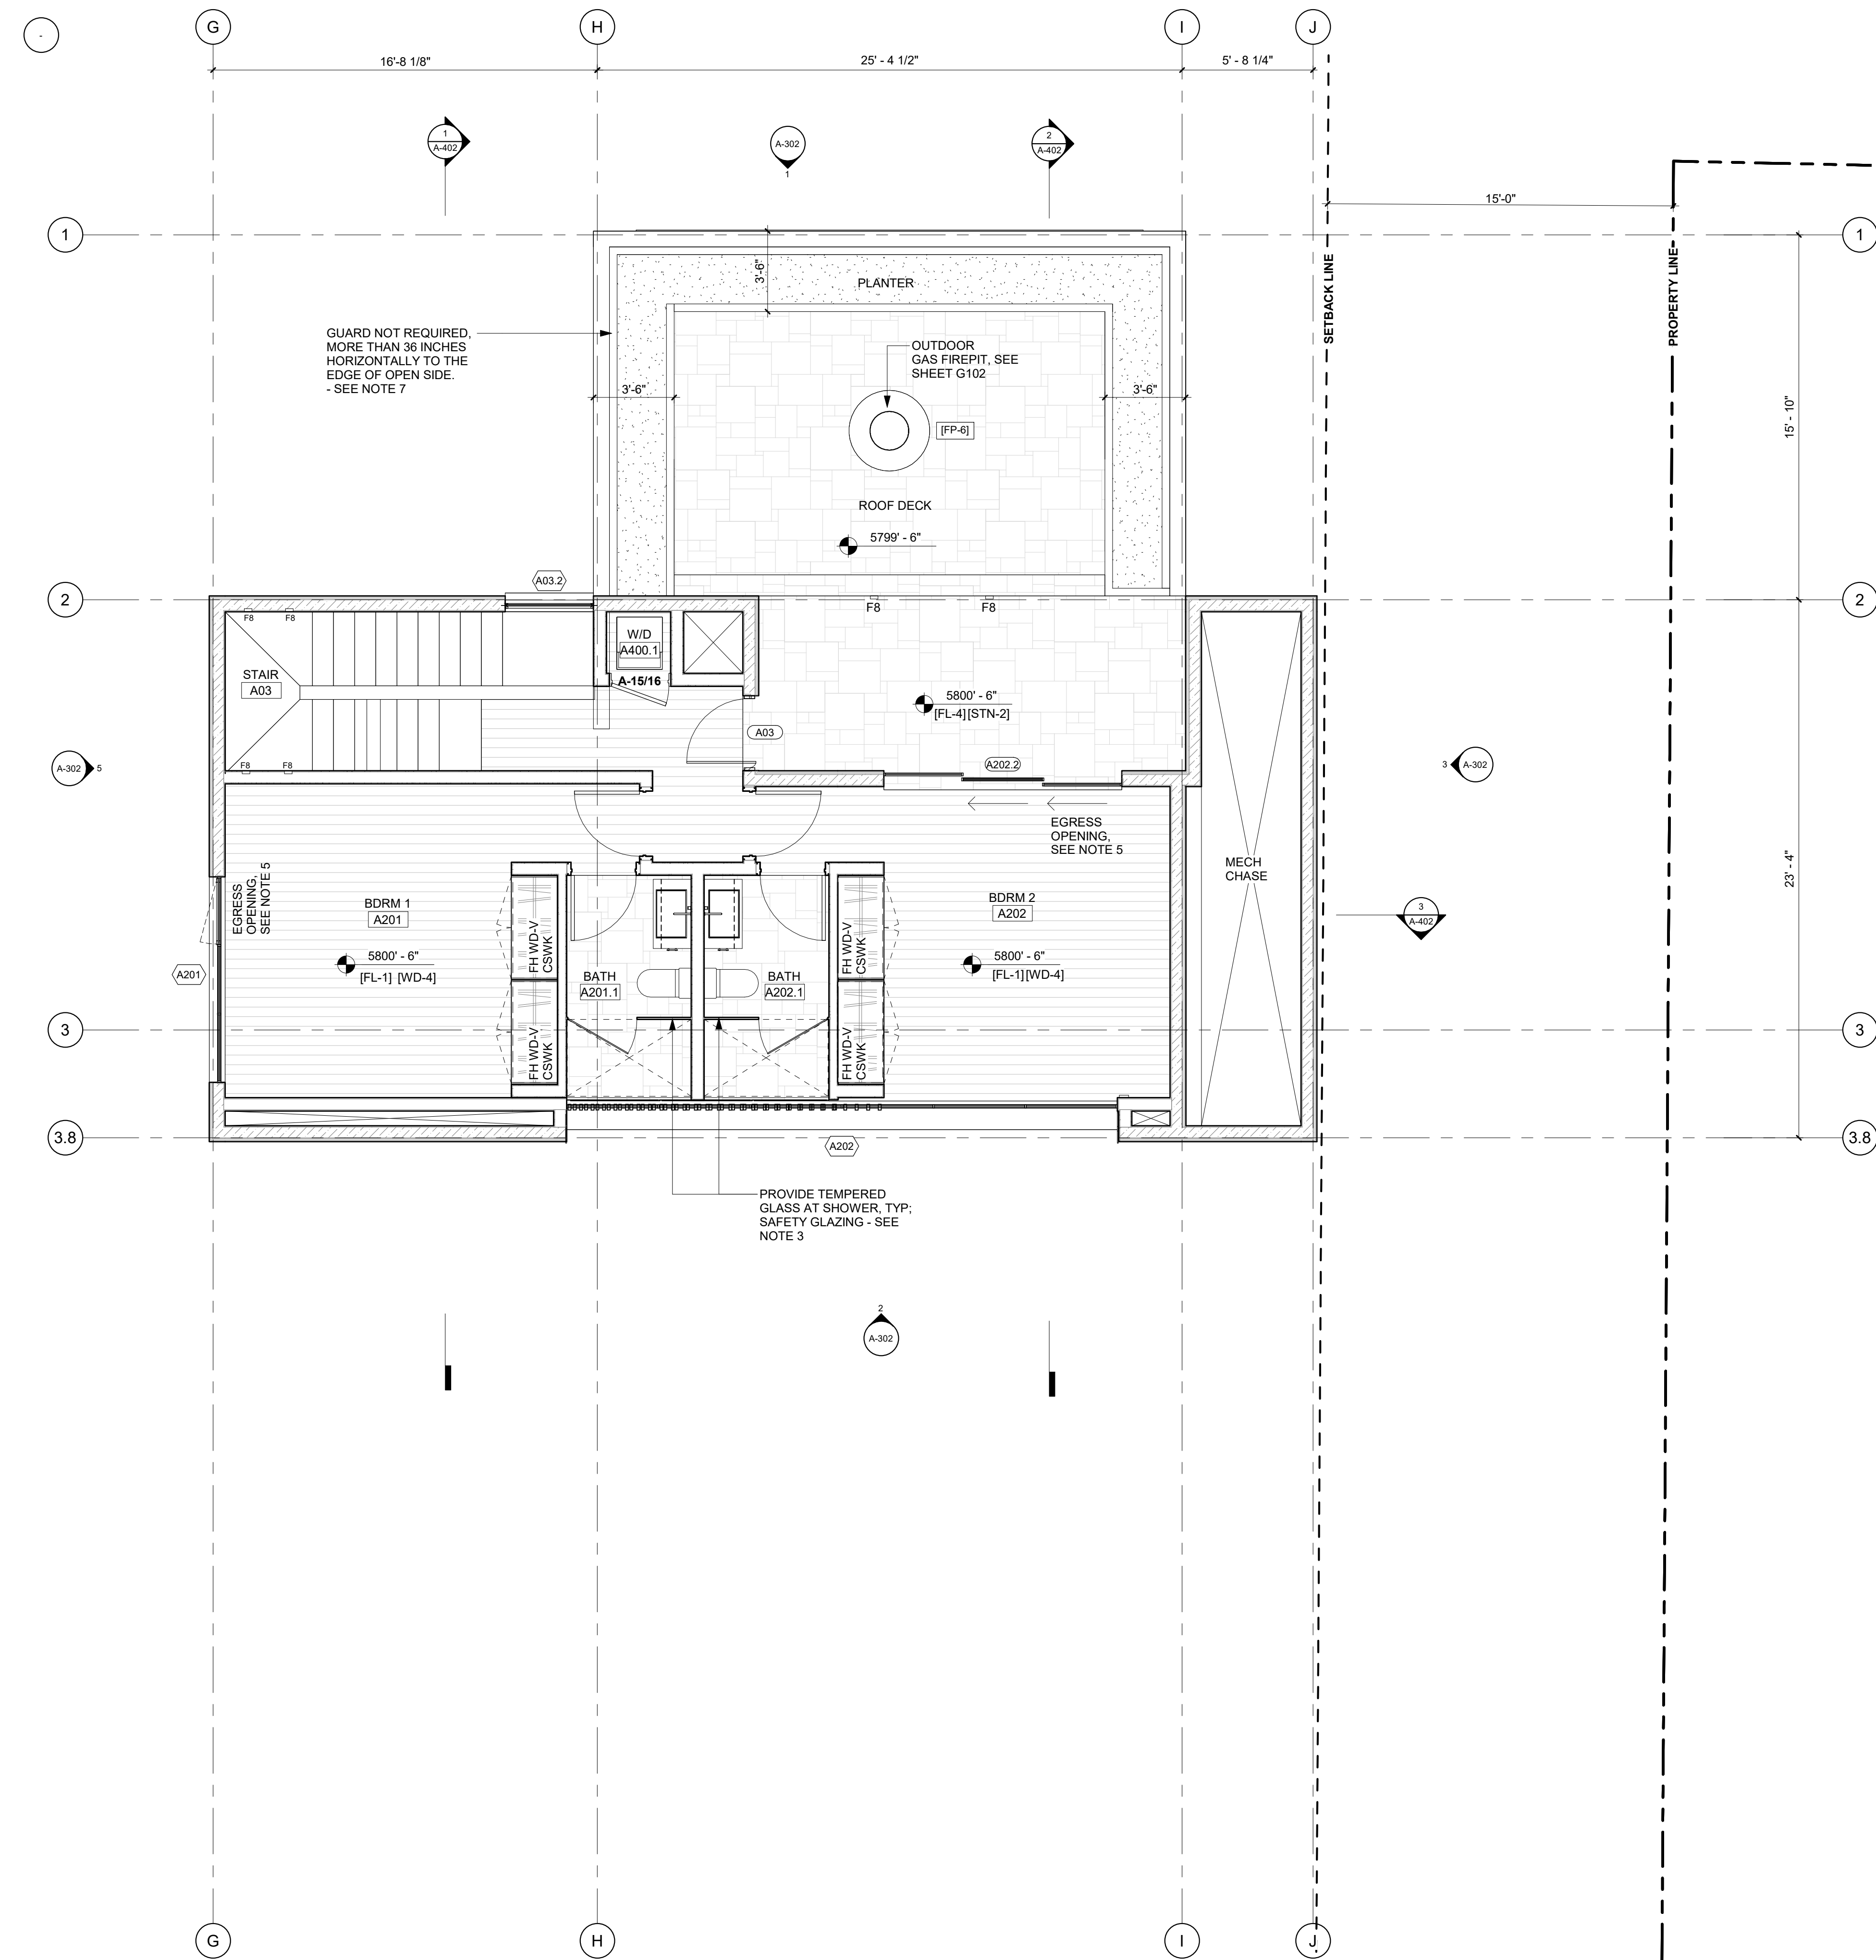 -
G
H
I
J
16'-8 1/8"
25' - 4 1/2"
5' - 8 1/4"
1
A-402
A-302
1
2
A-402
15'-0"
1
1
SETBACK LINE
PROPERTY LINE
3'-6"
PLANTER
GUARD NOT REQUIRED,
MORE THAN 36 INCHES
HORIZONTALLY TO THE
EDGE OF OPEN SIDE.
- SEE NOTE 7
OUTDOOR
GAS FIREPIT, SEE
SHEET G102
3'-6"
3'-6"
[FP-6]
15' - 10"
ROOF DECK
5799' - 6"
A03.2
2
2
F8
F8
F8
F8
W/D
A400.1
A-15/16
STAIR
A03
5800' - 6"
[FL-4][STN-2]
A03
A-302
5
F8
F8
A202.2
3
A-302
EGRESS
OPENING,
SEE NOTE 5
MECH
CHASE
23' - 4"
EGRESS
OPENING,
SEE NOTE 5
BDRM 1
A201
BDRM 2
A202
3
A-402
FH WD-V
CSWK
FH WD-V
CSWK
5800' - 6"
[FL-1] [WD-4]
5800' - 6"
[FL-1][WD-4]
A201
BATH
A201.1
BATH
A202.1
3
3
FH WD-V
CSWK
FH WD-V
CSWK
3.8
3.8
A202
PROVIDE TEMPERED
GLASS AT SHOWER, TYP;
SAFETY GLAZING - SEE
NOTE 3
2
A-302
G
H
I
J